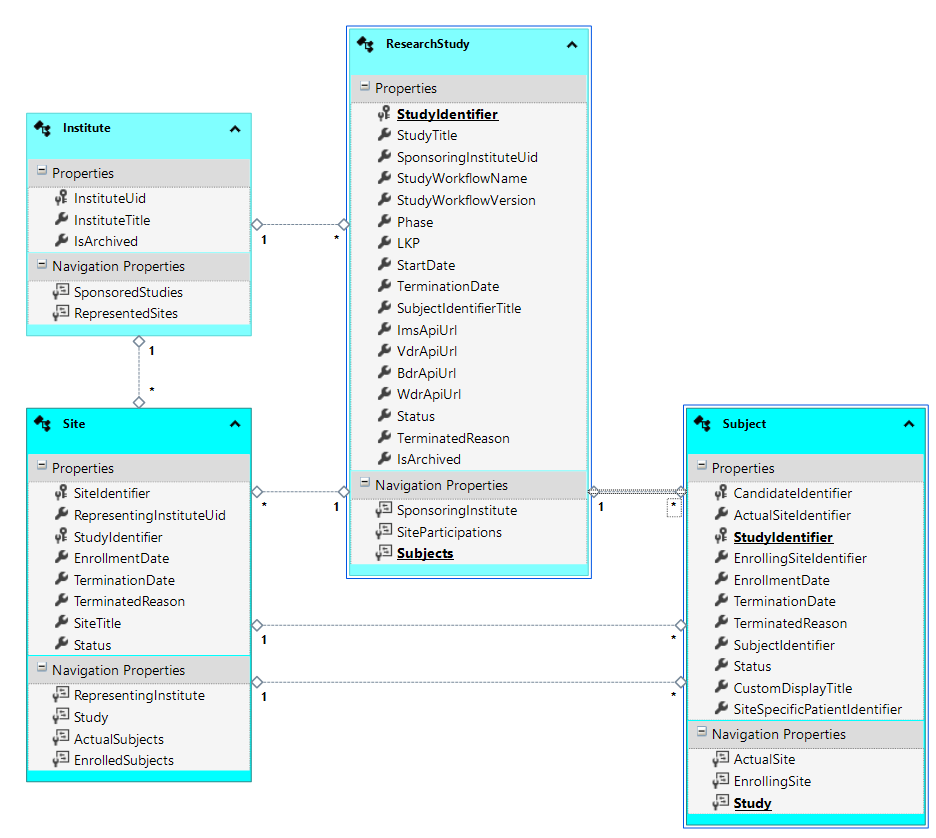 ResearchStudy
Properties
StudyIdentifier
StudyTitle
SponsoringInstituteUid
StudyWorkflowName
StudyWorkflowVersion
Phase
LKP
StartDate
TerminationDate
SubjectIdentifierTitle
ImsApiUrl
VdrApiUrl
BdrApiUrl
WdrApiUrl
Status
TerminatedReason
IsArchived
Navigation Properties
SponsoringInstitute
SiteParticipations
Subjects
Institute
Properties
InstituteUid
InstituteTitle
IsArchived
Navigation Properties
SponsoredStudies
RepresentedSites
1
*
1
*
Site
Properties
SiteIdentifier
RepresentingInstituteUid
StudyIdentifier
EnrollmentDate
TerminationDate
TerminatedReason
SiteTitle
Status
Navigation Properties
RepresentingInstitute
Study
ActualSubjects
EnrolledSubjects
*
1
1
*
1
*
1
*
Subject
Properties
CandidateIdentifier
ActualSiteIdentifier
StudyIdentifier
EnrollingSiteIdentifier
EnrollmentDate
TerminationDate
TerminatedReason
SubjectIdentifier
Status
CustomDisplayTitle
SiteSpecificPatientIdentifier
Navigation Properties
ActualSite
EnrollingSite
Study